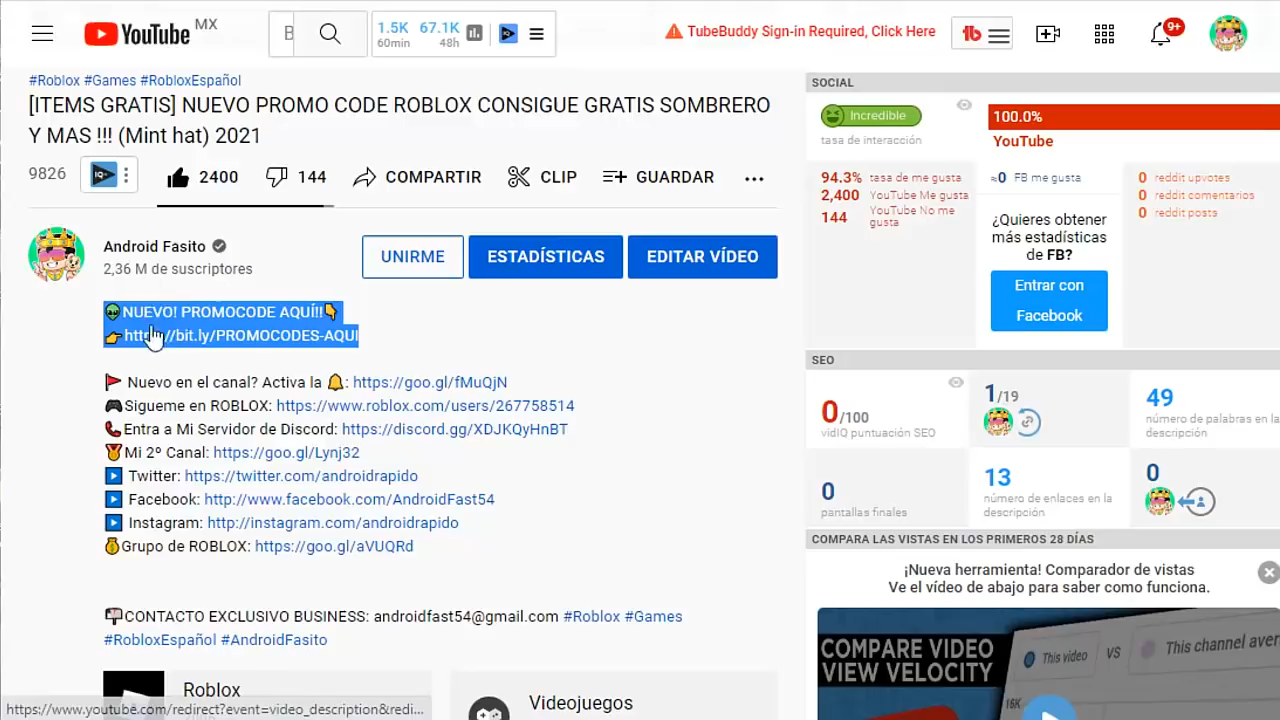 YouTube MX
B
1.5K 67.1K
60min 48h
TubeBuddy Sign-in Required, Click Here
tb
9+
#Roblox #Games #RobloxEspañol
[ITEMS GRATIS] NUEVO PROMO CODE ROBLOX CONSIGUE GRATIS SOMBRERO
Y MAS !!! (Mint hat) 2021
9826
IQ
2400
144
COMPARTIR
CLIP
GUARDAR
Android Fasito
2,36 M de suscriptores
UNIRME
ESTADÍSTICAS
EDITAR VÍDEO
👽NUEVO! PROMOCODE AQUÍ!!👇
👉 //bit.ly/PROMOCODES-AQUI
🚩 Nuevo en el canal? Activa la 🔔: https://goo.gl/fMuQjN
🎮Sigueme en ROBLOX: https://www.roblox.com/users/267758514
📞Entra a Mi Servidor de Discord: https://discord.gg/XDJKQyHnBT
🏅Mi 2º Canal: https://goo.gl/Lynj32
▶ Twitter: https://twitter.com/androidrapido
▶ Facebook: http://www.facebook.com/AndroidFast54
▶ Instagram: http://instagram.com/androidrapido
💰Grupo de ROBLOX: https://goo.gl/aVUQRd
📬CONTACTO EXCLUSIVO BUSINESS: androidfast54@gmail.com #Roblox #Games
#RobloxEspañol #AndroidFasito
Roblox
Videojuegos
https://www.youtube.com/redirect?event=video_description&redi...
SOCIAL
Incredible
tasa de interacción
100.0%
YouTube
94.3% tasa de me gusta
2,400 YouTube Me gusta
144 YouTube No me
gusta
≈0 FB me gusta
¿Quieres obtener
más estadísticas
de FB?
Entrar con
Facebook
0 reddit upvotes
0 reddit comentarios
0 reddit posts
SEO
0/100
vidIQ puntuación SEO
1/19
49
número de palabras en la
descripción
0
pantallas finales
13
número de enlaces en la
descripción
0
COMPARA LAS VISTAS EN LOS PRIMEROS 28 DÍAS
¡Nueva herramienta! Comparador de vistas
Ve el vídeo de abajo para saber como funciona.
COMPARE VIDEO
VIEW VELOCITY
This video VS This channel aver
16K